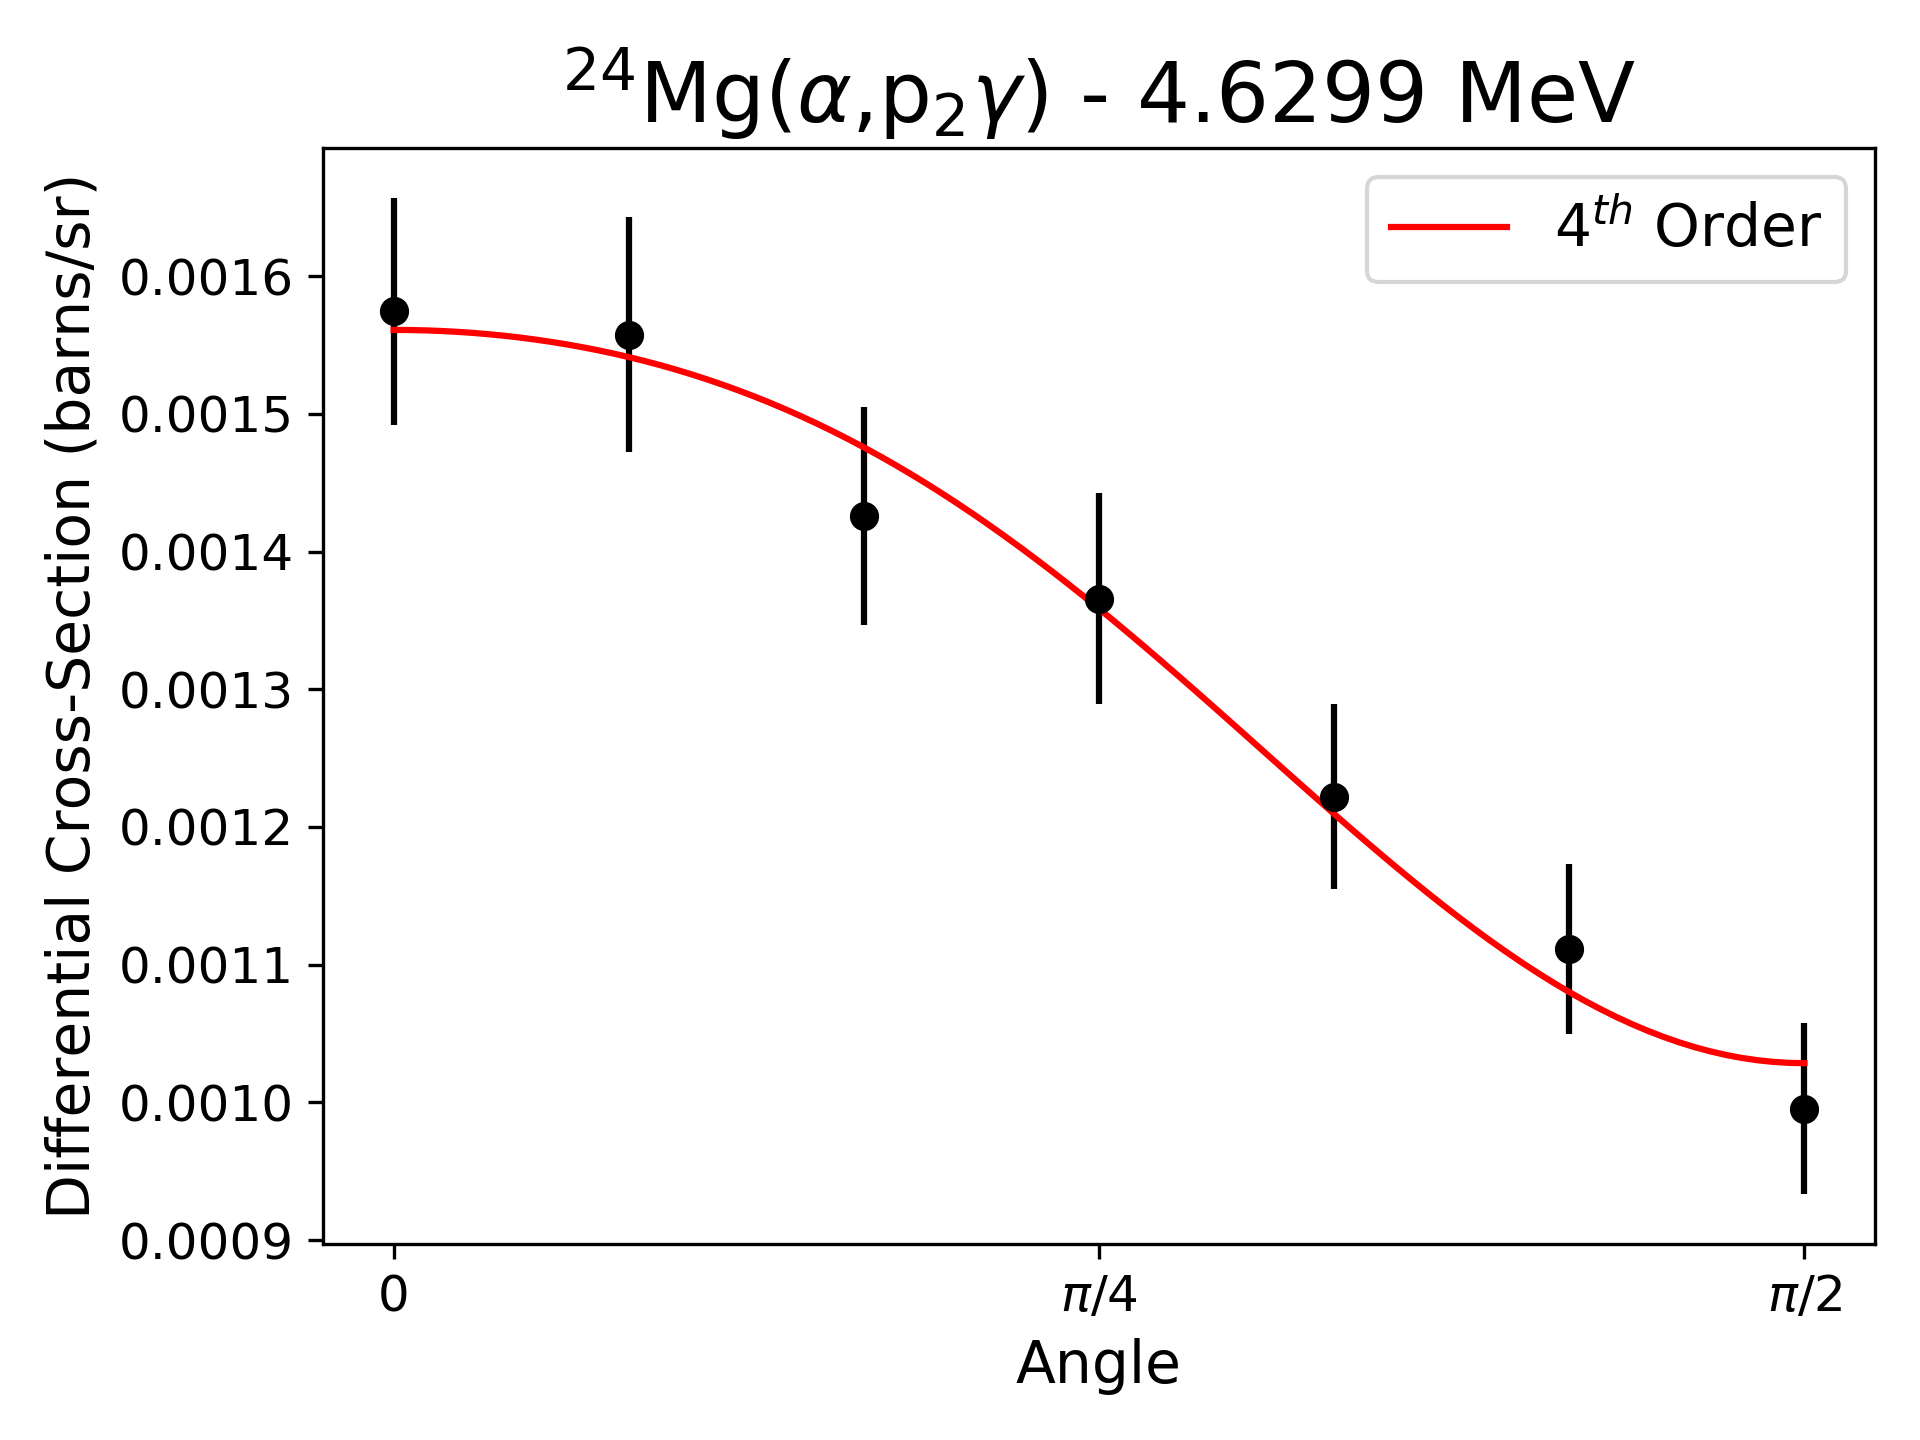 ²⁴Mg(α,p₂γ) - 4.6299 MeV
4ᵗʰ Order
Differential Cross-Section (barns/sr)
0.0016
0.0015
0.0014
0.0013
0.0012
0.0011
0.0010
0.0009
0 π/4 π/2
Angle